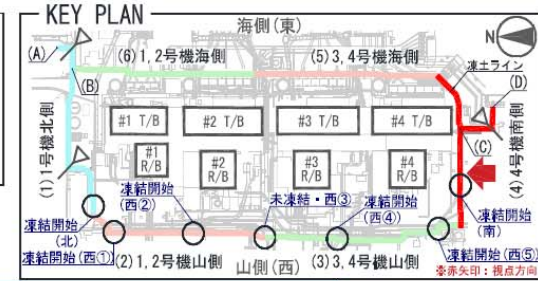 KEY PLAN
海側(東)
N
(A)
(6)1,2号機海側
(5)3,4号機海側
凍土ライン
(D)
(B)
(1)1号機北側
#1 T/B
#2 T/B
#3 T/B
#4 T/B
(C)
(4)4号機南側
#1
R/B
#2
R/B
#3
R/B
#4
R/B
凍結開始
(西②)
未凍結・西③
凍結開始
(西④)
凍結開始
(北)
凍結開始
(南)
凍結開始(西①)
(2)1,2号機山側
山側(西)
(3)3,4号機山側
凍結開始(西⑤)
※赤矢印：視点方向